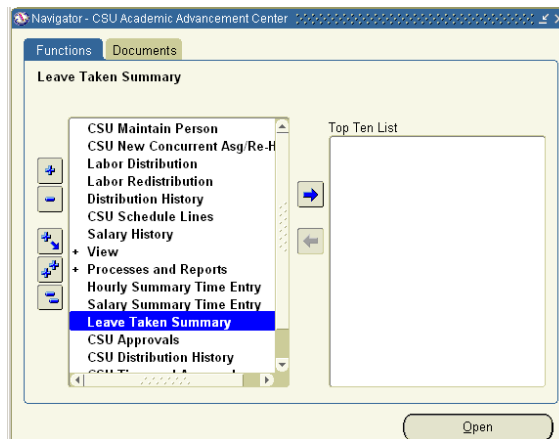 Navigator - CSU Academic Advancement Center
Functions
Documents
Leave Taken Summary
CSU Maintain Person
CSU New Concurrent Asg/Re-H
Labor Distribution
Labor Redistribution
Distribution History
CSU Schedule Lines
Salary History
+ View
+ Processes and Reports
Hourly Summary Time Entry
Salary Summary Time Entry
Leave Taken Summary
CSU Approvals
CSU Distribution History
Top Ten List
Open